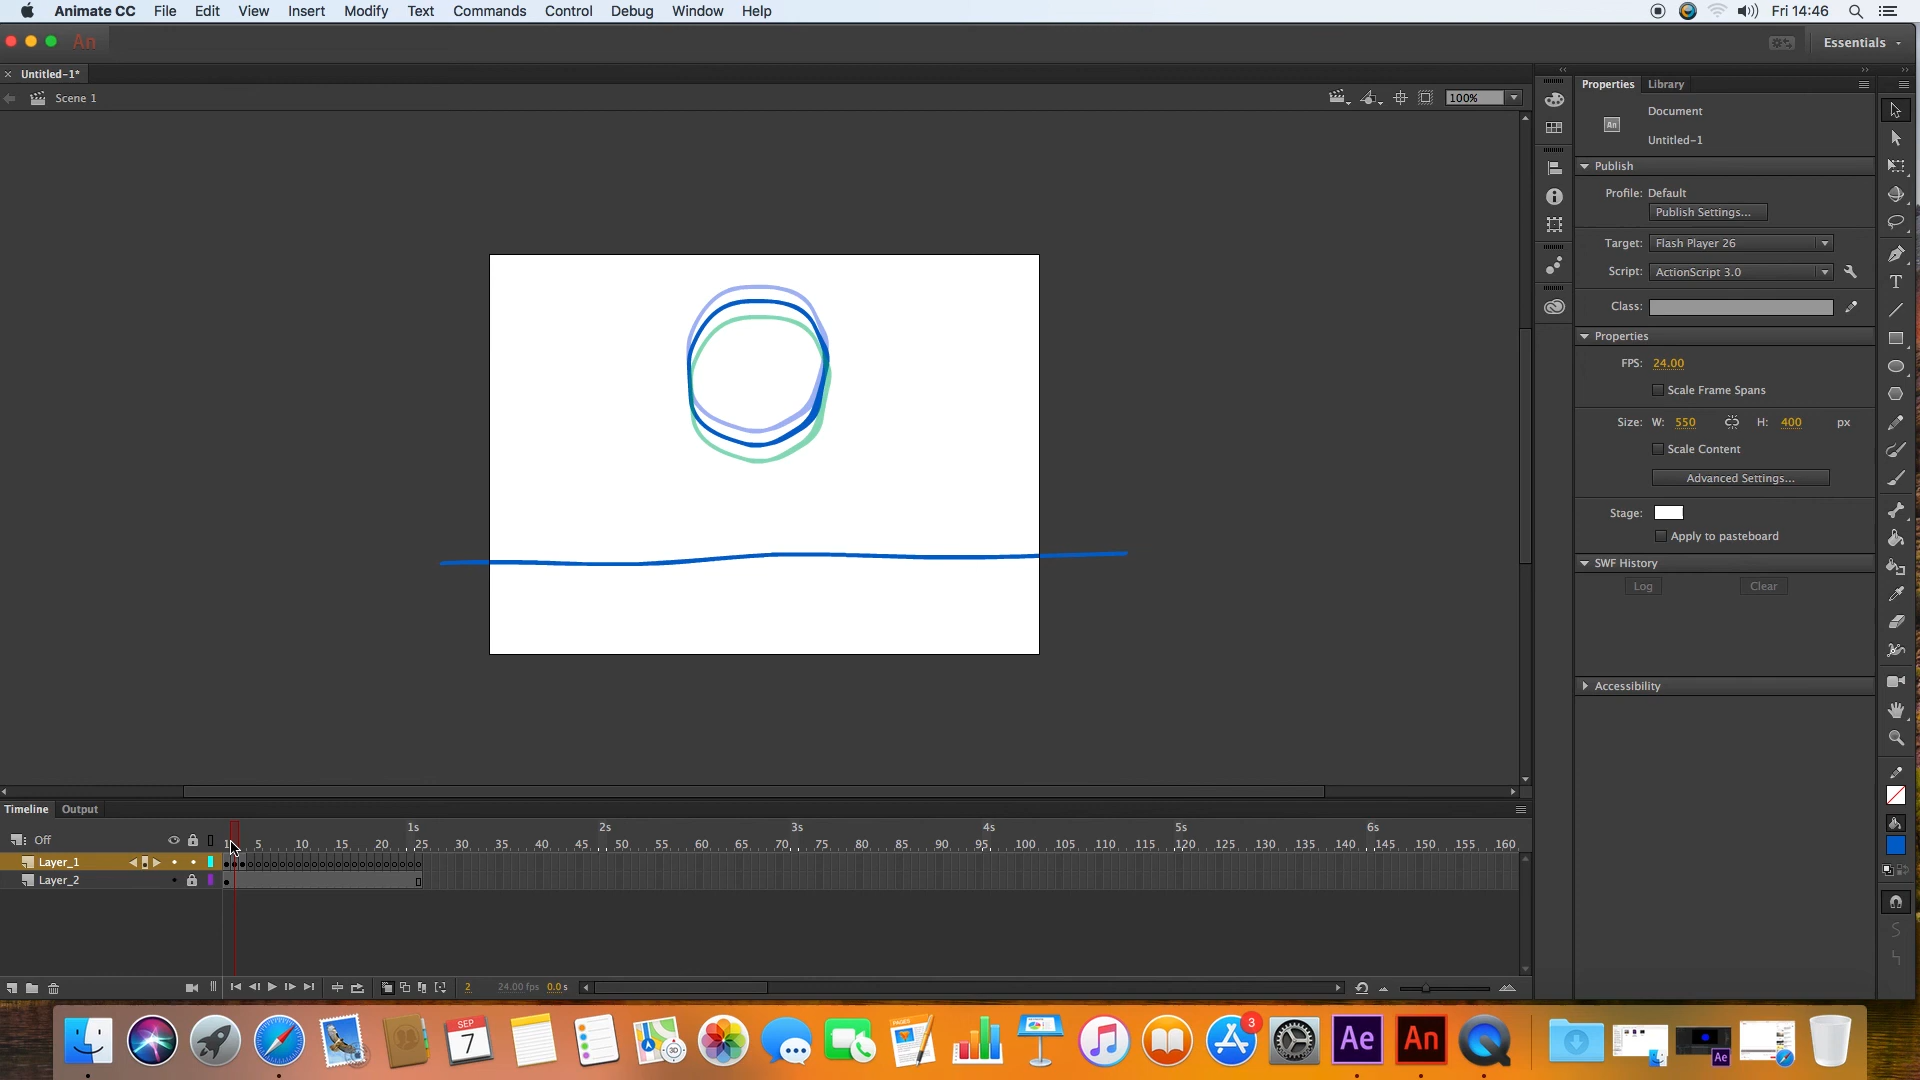 Animate CC File Edit View Insert Modify Text Commands Control Debug Window Help Fri 14:46
An Essentials
Untitled-1*
Scene 1 100%
Properties Library
An Document
Untitled-1
Publish
Profile: Default
Publish Settings...
Target: Flash Player 26
Script: ActionScript 3.0
Class:
Properties
FPS: 24.00
Scale Frame Spans
Size: W: 550 H: 400 px
Scale Content
Advanced Settings...
Stage:
Apply to pasteboard
SWF History
Log Clear
Accessibility
Timeline Output
1s 2s 3s 4s 5s 6s
Off
5 10 15 20 25 30 35 40 45 50 55 60 65 70 75 80 85 90 95 100 105 110 115 120 125 130 135 140 145 150 155 160
Layer_1
Layer_2
2 24.00 fps 0.0 s
SEP
7
3D
PAGES
3
Ae An
Ae